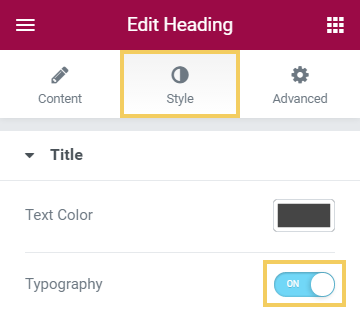 Edit Heading
Content Style Advanced
Title
Text Color
Typography ON